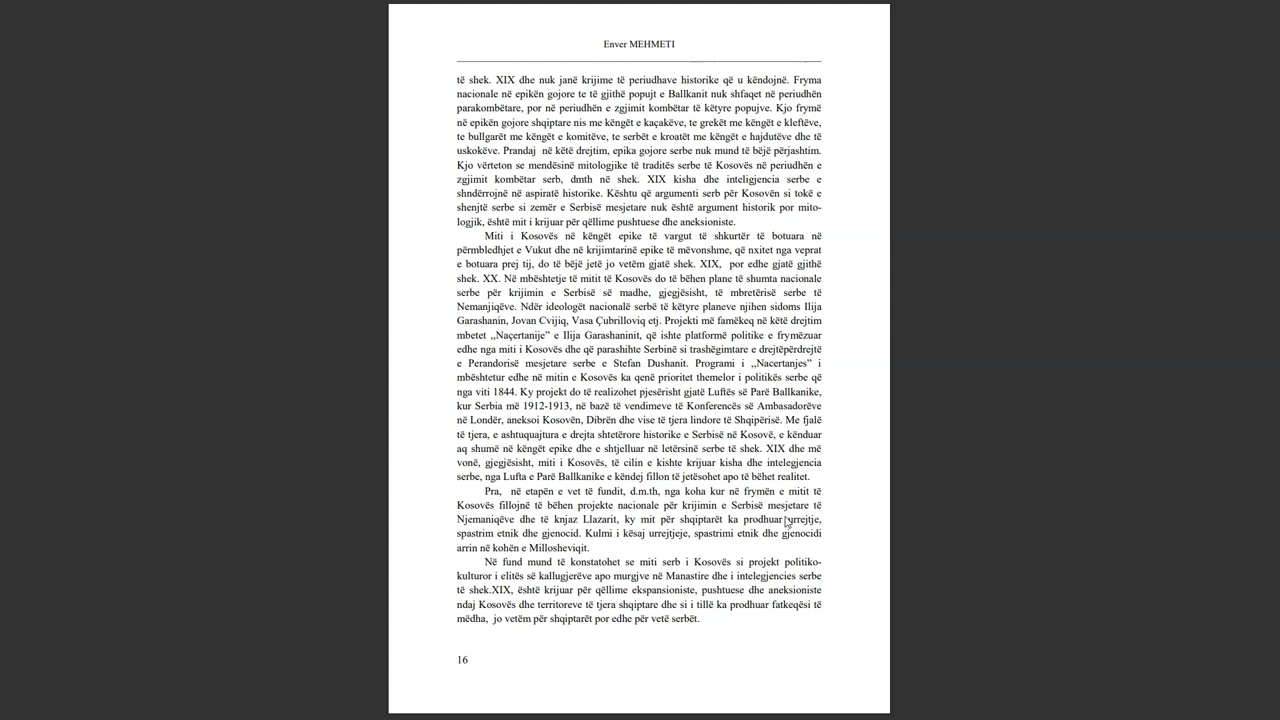 Enver MEHMETI
të shek. XIX dhe nuk janë krijime të periudhave historike që u këndojnë. Fryma
nacionale në epikën gojore te të gjithë popujt e Ballkanit nuk shfaqet në periudhën
parakombëtare, por në periudhën e zgjimit kombëtar të këtyre popujve. Kjo frymë
në epikën gojore shqiptare nis me këngët e kaçakëve, te grekët me këngët e kleftëve,
te bullgarët me këngët e komitëve, te serbët e kroatët me këngët e hajdutëve dhe të
uskokëve. Prandaj  në këtë drejtim, epika gojore serbe nuk mund të bëjë përjashtim.
Kjo vërteton se mendësinë mitologjike të traditës serbe të Kosovës në periudhën e
zgjimit kombëtar serb, dmth në shek. XIX kisha dhe inteligjencia serbe e
shndërrojnë në aspiratë historike. Kështu që argumenti serb për Kosovën si tokë e
shenjtë serbe si zemër e Serbisë mesjetare nuk është argument historik por mito-
logjik, është mit i krijuar për qëllime pushtuese dhe aneksioniste.
Miti i Kosovës në këngët epike të vargut të shkurtër të botuara në
përmbledhjet e Vukut dhe në krijimtarinë epike të mëvonshme, që nxitet nga veprat
e botuara prej tij, do të bëjë jetë jo vetëm gjatë shek. XIX,  por edhe gjatë gjithë
shek. XX. Në mbështetje të mitit të Kosovës do të bëhen plane të shumta nacionale
serbe për krijimin e Serbisë së madhe, gjegjësisht, të mbretërisë serbe të
Nemanjiqëve. Ndër ideologët nacionalë serbë të këtyre planeve njihen sidoms Ilija
Garashanin, Jovan Cvijiq, Vasa Çubrilloviq etj. Projekti më famëkeq në këtë drejtim
mbetet ,,Naçertanije” e Ilija Garashaninit, që ishte platformë politike e frymëzuar
edhe nga miti i Kosovës dhe që parashihte Serbinë si trashëgimtare e drejtëpërdrejtë
e Perandorisë mesjetare serbe e Stefan Dushanit. Programi i ,,Nacertanjes” i
mbështetur edhe në mitin e Kosovës ka qenë prioritet themelor i politikës serbe që
nga viti 1844. Ky projekt do të realizohet pjesërisht gjatë Luftës së Parë Ballkanike,
kur Serbia më 1912-1913, në bazë të vendimeve të Konferencës së Ambasadorëve
në Londër, aneksoi Kosovën, Dibrën dhe vise të tjera lindore të Shqipërisë. Me fjalë
të tjera, e ashtuquajtura e drejta shtetërore historike e Serbisë në Kosovë, e kënduar
aq shumë në këngët epike dhe e shtjelluar në letërsinë serbe të shek. XIX dhe më
vonë, gjegjësisht, miti i Kosovës, të cilin e kishte krijuar kisha dhe intelegjencia
serbe, nga Lufta e Parë Ballkanike e këndej fillon të jetësohet apo të bëhet realitet.
Pra,  në etapën e vet të fundit, d.m.th, nga koha kur në frymën e mitit të
Kosovës fillojnë të bëhen projekte nacionale për krijimin e Serbisë mesjetare të
Njemaniqëve dhe të knjaz Llazarit, ky mit për shqiptarët ka prodhuar urrejtje,
spastrim etnik dhe gjenocid. Kulmi i kësaj urrejtjeje, spastrimi etnik dhe gjenocidi
arrin në kohën e Millosheviqit.
Në fund mund të konstatohet se miti serb i Kosovës si projekt politiko-
kulturor i elitës së kallugjerëve apo murgjve në Manastire dhe i intelegjencies serbe
të shek.XIX, është krijuar për qëllime ekspansioniste, pushtuese dhe aneksioniste
ndaj Kosovës dhe territoreve të tjera shqiptare dhe si i tillë ka prodhuar fatkeqësi të
mëdha,  jo vetëm për shqiptarët por edhe për vetë serbët.
16